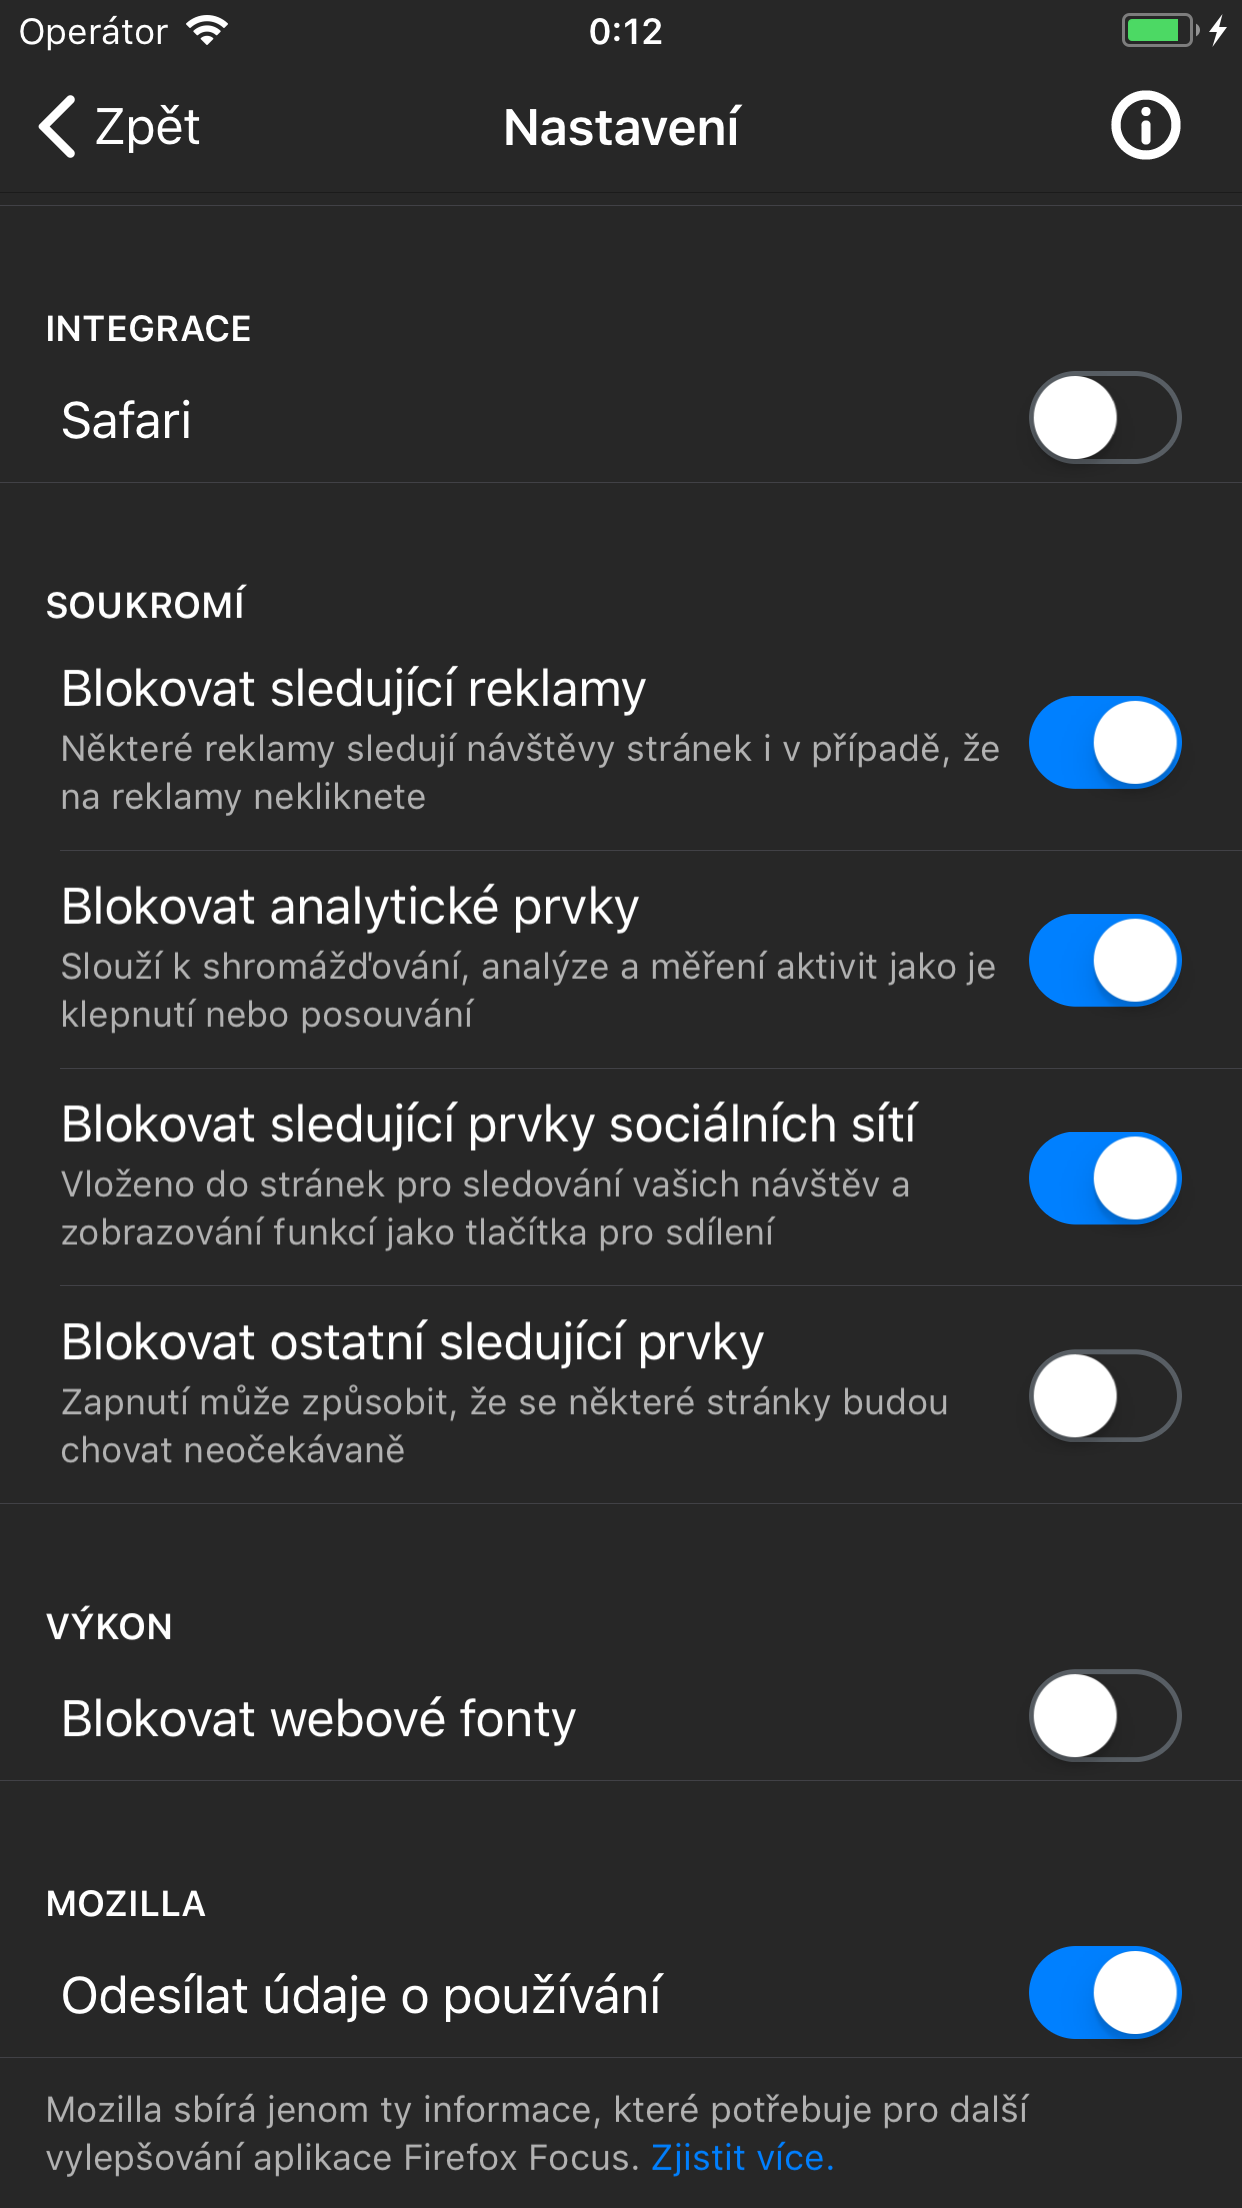 Operátor
0:12
Zpět
Nastavení
INTEGRACE
Safari
SOUKROMÍ
Blokovat sledující reklamy
Některé reklamy sledují návštěvy stránek i v případě, že
na reklamy nekliknete
Blokovat analytické prvky
Slouží k shromážďování, analýze a měření aktivit jako je
klepnutí nebo posouvání
Blokovat sledující prvky sociálních sítí
Vloženo do stránek pro sledování vašich návštěv a
zobrazování funkcí jako tlačítka pro sdílení
Blokovat ostatní sledující prvky
Zapnutí může způsobit, že se některé stránky budou
chovat neočekávaně
VÝKON
Blokovat webové fonty
MOZILLA
Odesílat údaje o používání
Mozilla sbírá jenom ty informace, které potřebuje pro další
vylepšování aplikace Firefox Focus. Zjistit více.